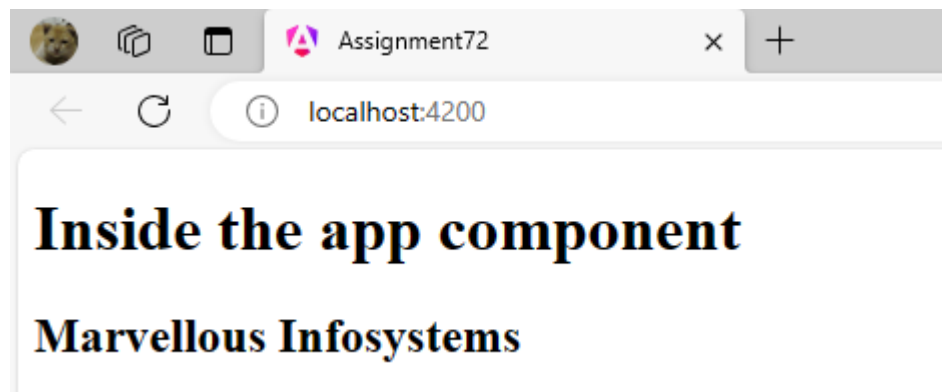 Assignment72
localhost:4200
Inside the app component
Marvellous Infosystems